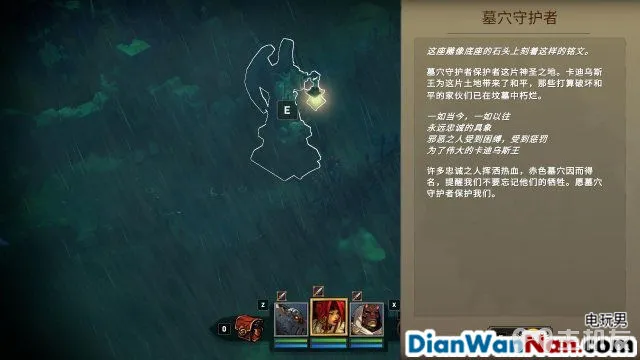 墓穴守护者
这座雕像底座的石头上刻着这样的铭文。
墓穴守护者保护者这片神圣之地。卡迪乌斯
王为这片土地带来了和平，那些打算破坏和
平的家伙们已在坟墓中朽烂。
一如当今，一如以往
永远忠诚的具象
邪恶之人受到困缚，受到惩罚
为了伟大的卡迪乌斯王
许多忠诚之人挥洒热血，赤色墓穴因而得
名，提醒我们不要忘记他们的牺牲。愿墓穴
守护者保护我们。
E
Z
X
0
电玩男
DianWanNan.com